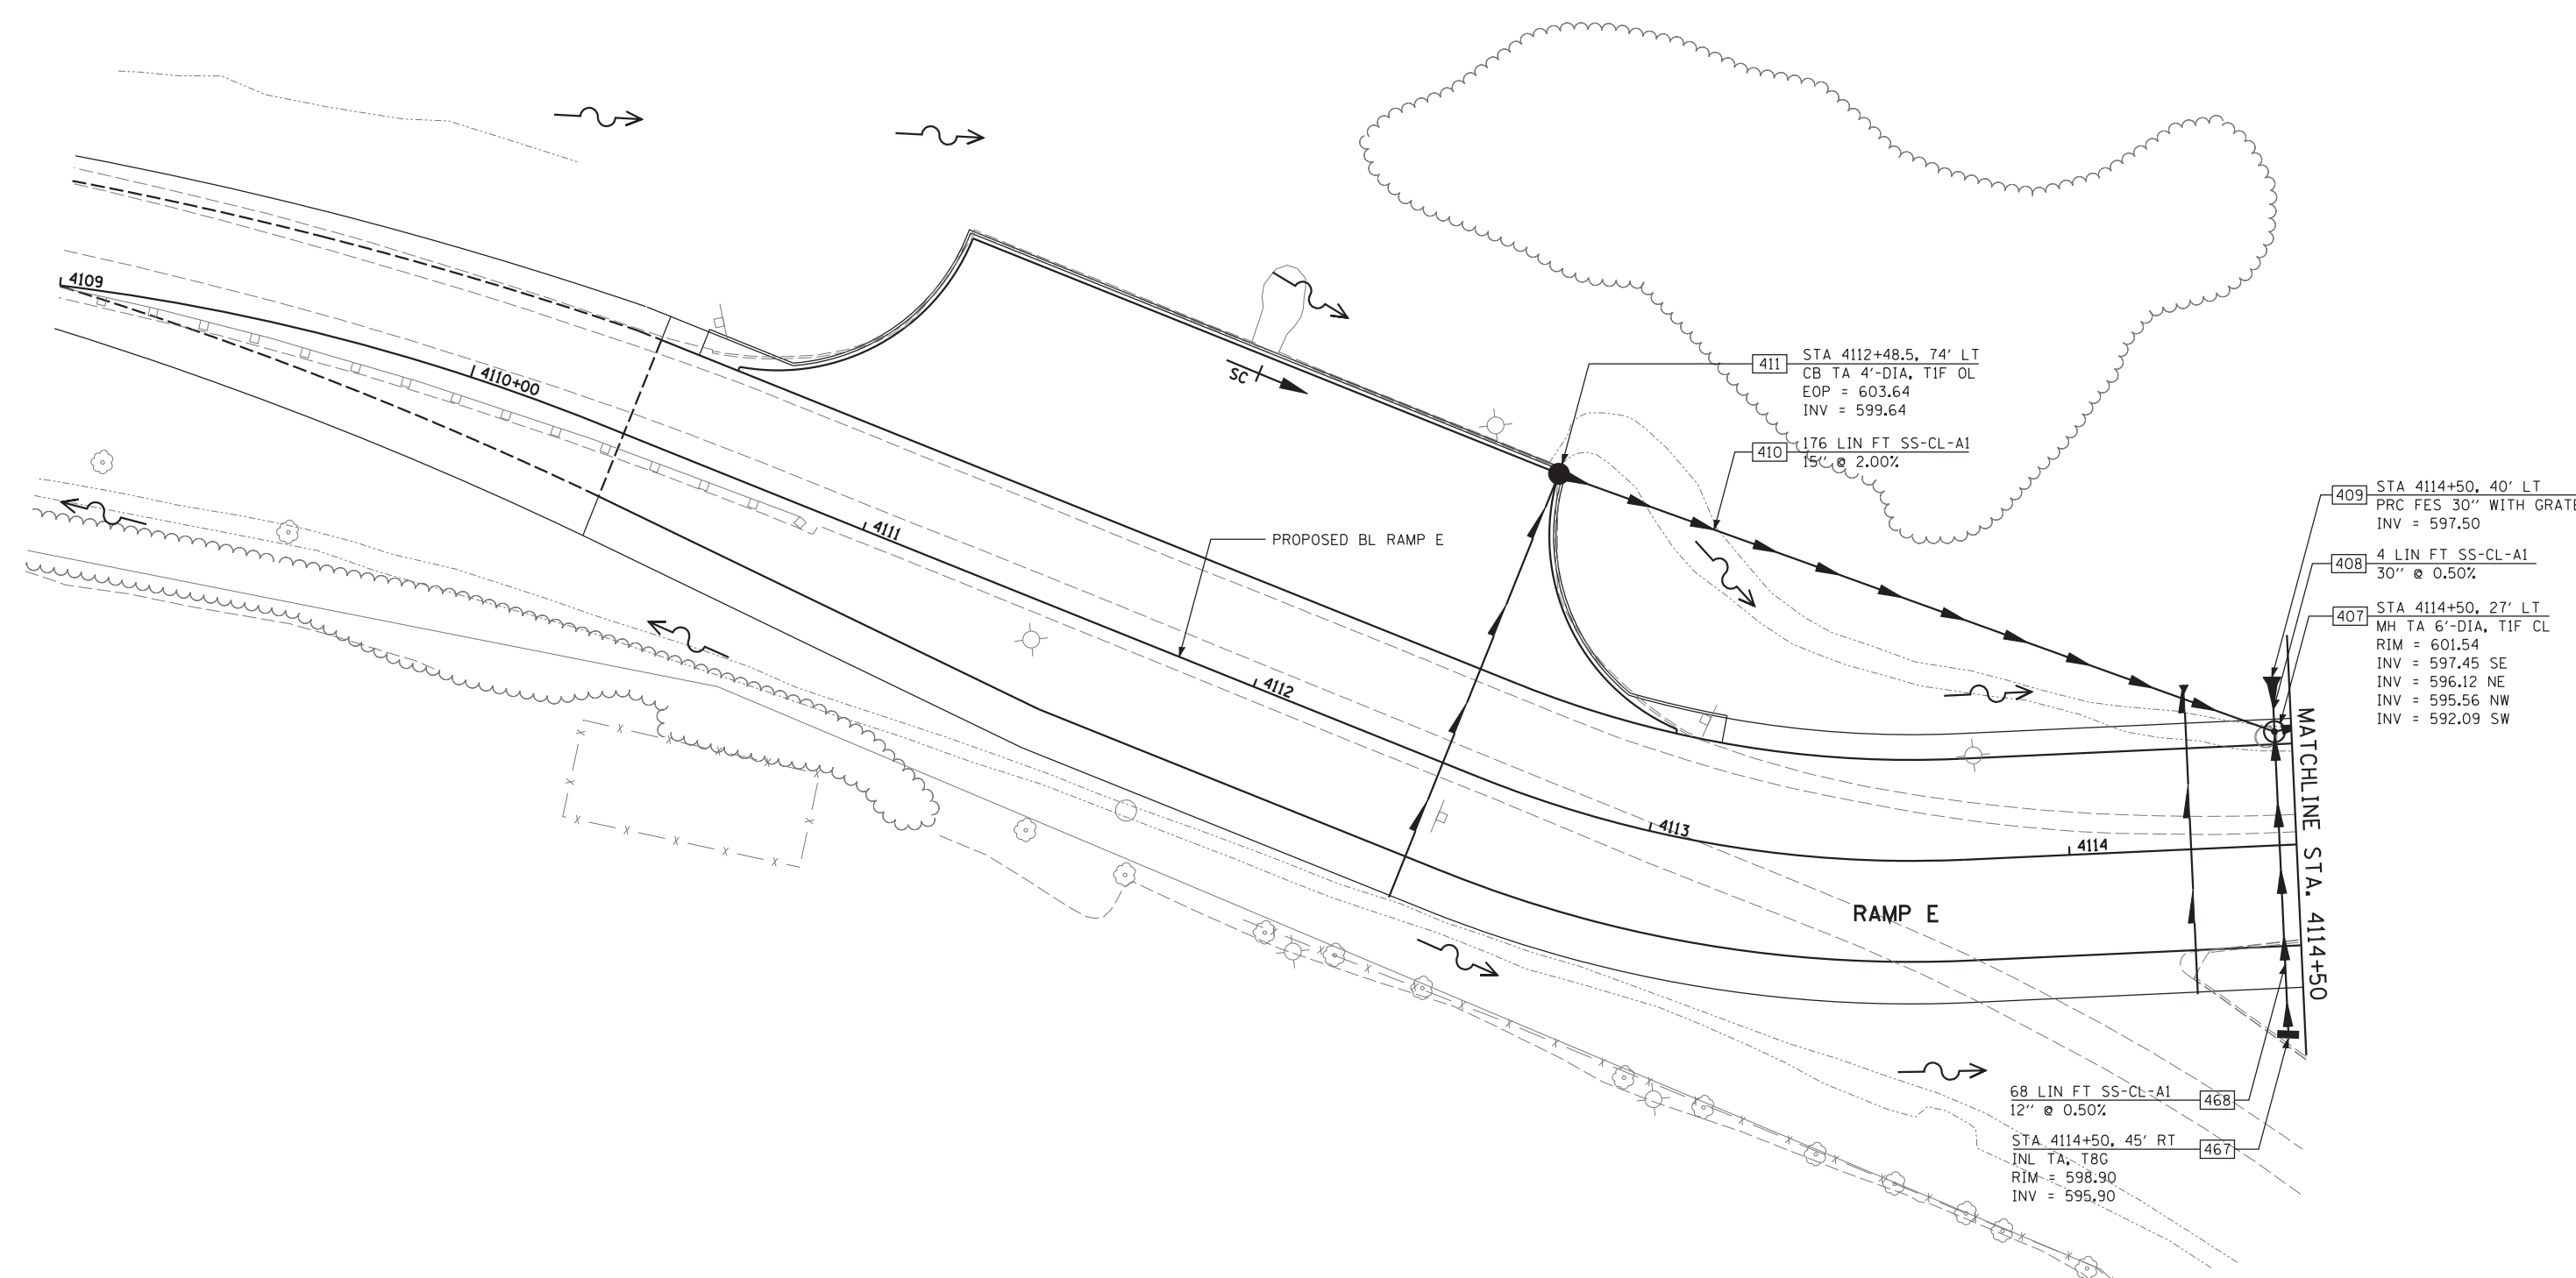 4109
4110+00
SC
411
STA 4112+48.5, 74' LT
CB TA 4'-DIA, T1F OL
EOP = 603.64
INV = 599.64
410
176 LIN FT SS-CL-A1
15'' @ 2.00%
409
STA 4114+50, 40' LT
PRC FES 30'' WITH GRATE
INV = 597.50
4111
PROPOSED BL RAMP E
408
4 LIN FT SS-CL-A1
30'' @ 0.50%
407
STA 4114+50, 27' LT
MH TA 6'-DIA, T1F CL
RIM = 601.54
INV = 597.45 SE
INV = 596.12 NE
INV = 595.56 NW
INV = 592.09 SW
4112
4113
4114
MATCHLINE STA. 4114+50
RAMP E
68 LIN FT SS-CL-A1
12'' @ 0.50%
468
STA 4114+50, 45' RT
INL TA, T8G
RIM = 598.90
INV = 595.90
467